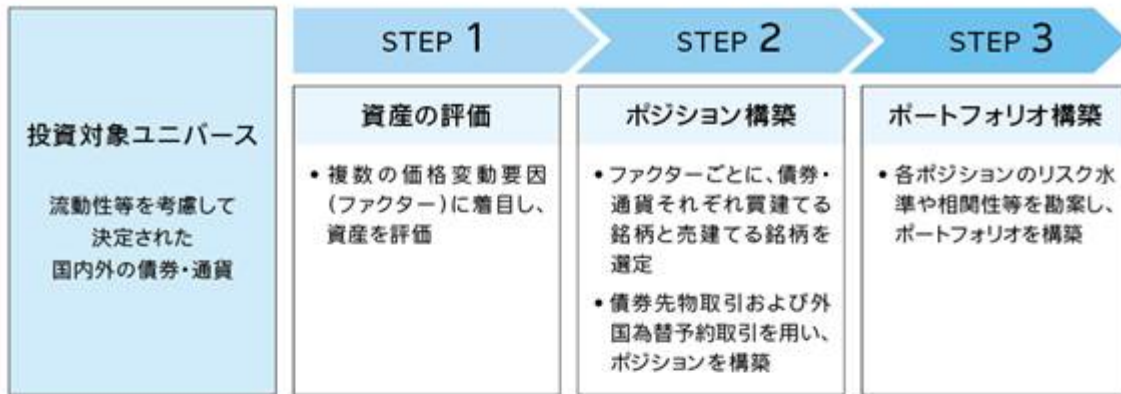 投資対象ユニバース
流動性等を考慮して
決定された
国内外の債券・通貨
STEP 1
資産の評価
• 複数の価格変動要因
(ファクター)に着目し、
資産を評価
STEP 2
ポジション構築
• ファクターごとに、債券・
通貨それぞれ買建てる
銘柄と売建てる銘柄を
選定
• 債券先物取引および外
国為替予約取引を用い、
ポジションを構築
STEP 3
ポートフォリオ構築
• 各ポジションのリスク水
準や相関性等を勘案し、
ポートフォリオを構築